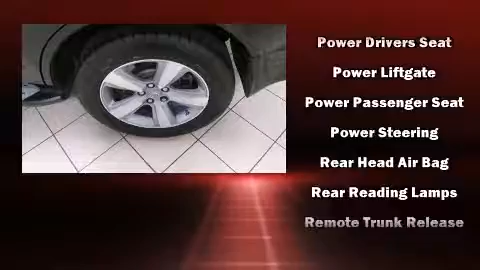 Power Drivers Seat
Power Liftgate
Power Passenger Seat
Power Steering
Rear Head Air Bag
Rear Reading Lamps
Remote Trunk Release